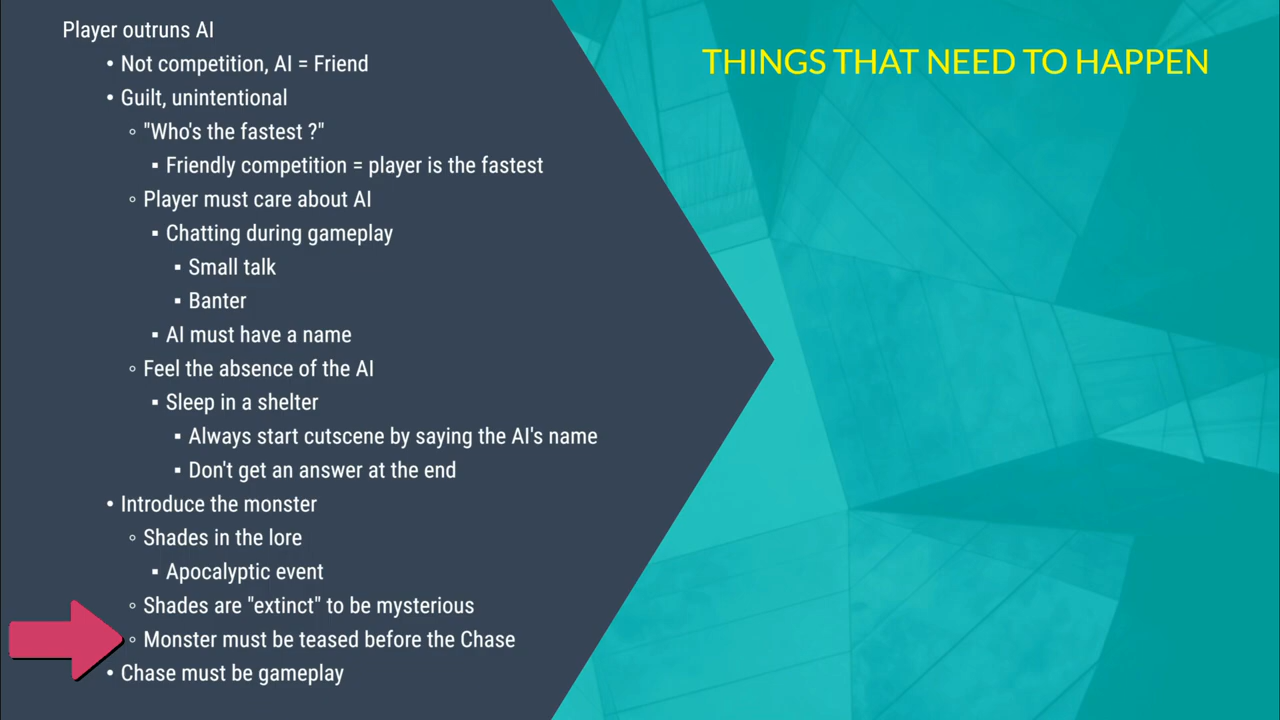 Player outruns AI
• Not competition, AI = Friend
• Guilt, unintentional
◦ "Who's the fastest ?"
▪ Friendly competition = player is the fastest
◦ Player must care about AI
▪ Chatting during gameplay
▪ Small talk
▪ Banter
▪ AI must have a name
◦ Feel the absence of the AI
▪ Sleep in a shelter
▪ Always start cutscene by saying the AI's name
▪ Don't get an answer at the end
• Introduce the monster
◦ Shades in the lore
▪ Apocalyptic event
◦ Shades are "extinct" to be mysterious
◦ Monster must be teased before the Chase
• Chase must be gameplay
THINGS THAT NEED TO HAPPEN